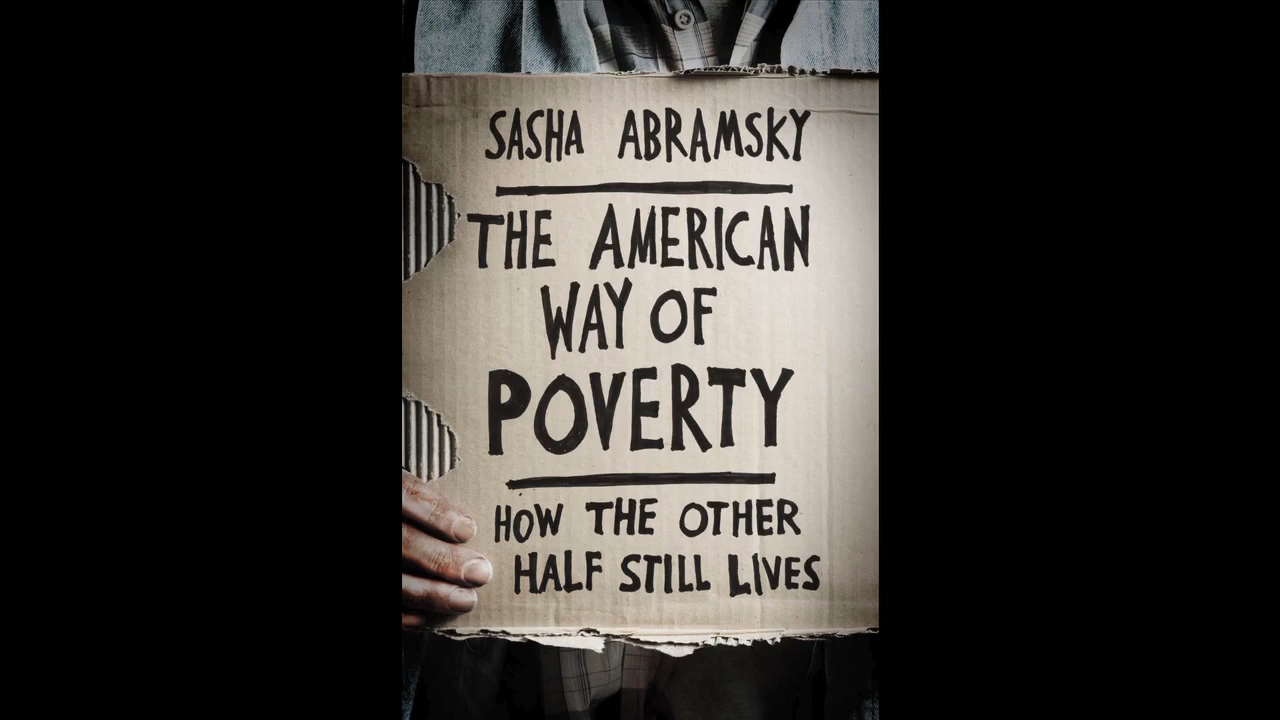 SASHA ABRAMSKY
THE AMERICAN
WAY OF
POVERTY
HOW THE OTHER
HALF STILL LIVES